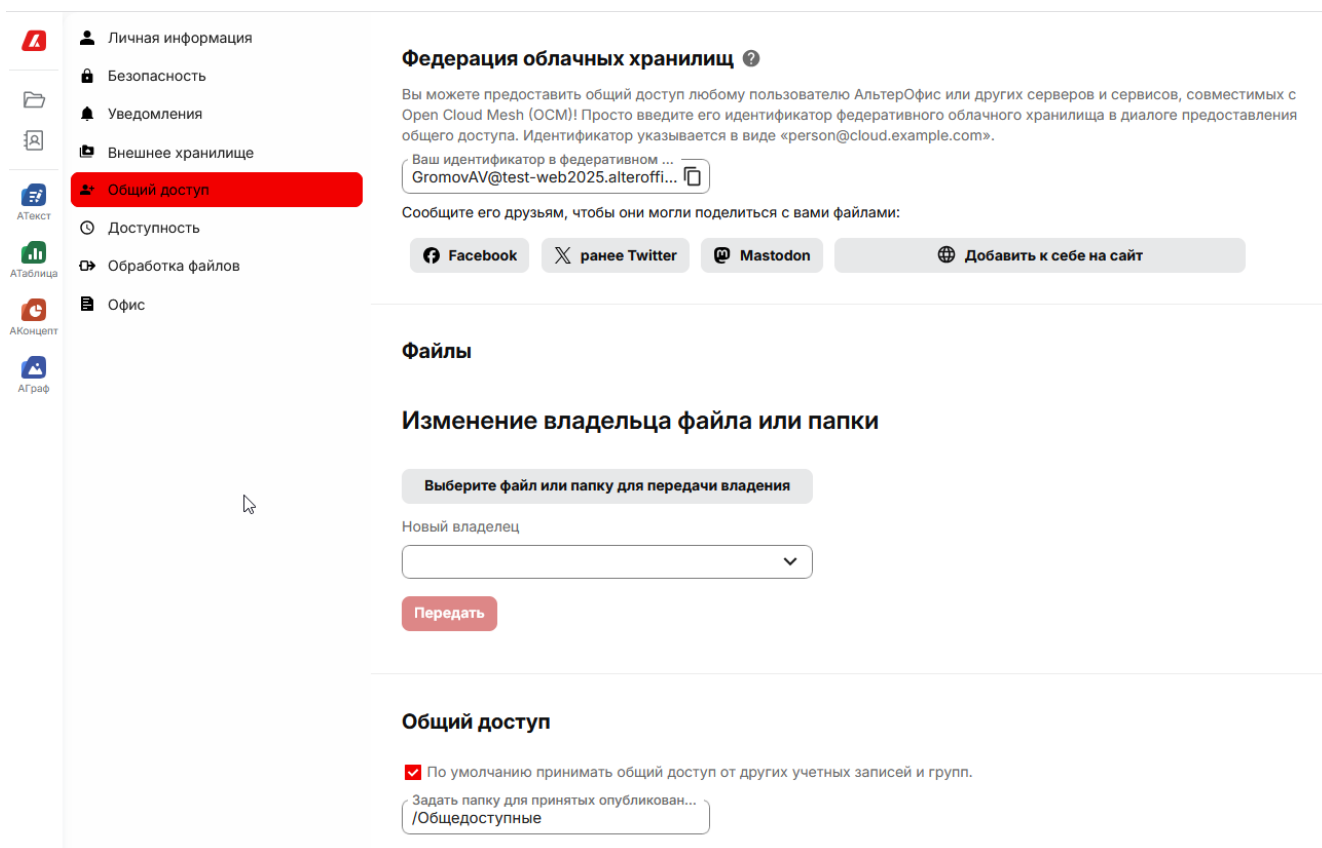 Личная информация
Безопасность
Уведомления
Внешнее хранилище
Общий доступ
Доступность
Обработка файлов
Офис
АТекст
АТаблица
АКонцепт
АГраф
Федерация облачных хранилищ
Вы можете предоставить общий доступ любому пользователю АльтерОфис или других серверов и сервисов, совместимых с
Open Cloud Mesh (OCM)! Просто введите его идентификатор федеративного облачного хранилища в диалоге предоставления
общего доступа. Идентификатор указывается в виде «person@cloud.example.com».
Ваш идентификатор в федеративном ...
GromovAV@test-web2025.alteroffi...
Сообщите его друзьям, чтобы они могли поделиться с вами файлами:
Facebook
ранее Twitter
Mastodon
Добавить к себе на сайт
Файлы
Изменение владельца файла или папки
Выберите файл или папку для передачи владения
Новый владелец
Передать
Общий доступ
По умолчанию принимать общий доступ от других учетных записей и групп.
Задать папку для принятых опубликован...
/Общедоступные